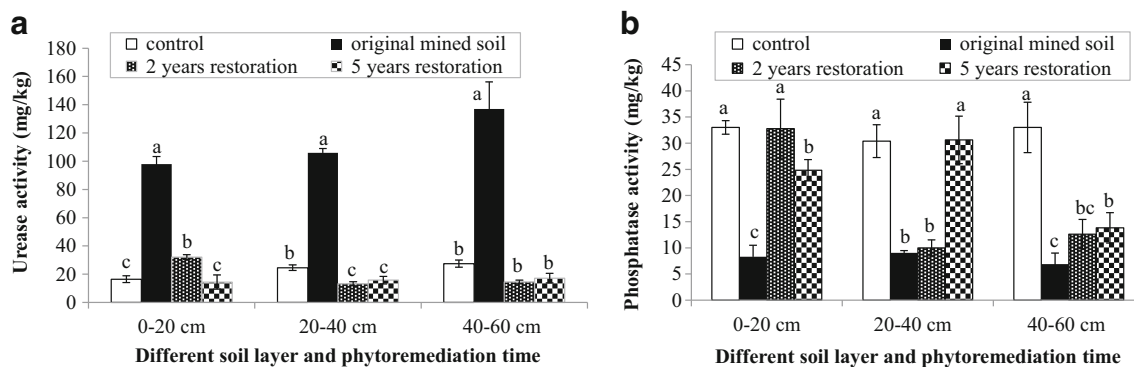 a
control
original mined soil
2 years restoration
5 years restoration
Urease activity (mg/kg)
180
160
140
120
100
80
60
40
20
0
c
a
b
c
b
a
c
c
b
a
b
b
0-20 cm
20-40 cm
40-60 cm
Different soil layer and phytoremediation time
b
control
original mined soil
2 years restoration
5 years restoration
Phosphatase activity (mg/kg)
45
40
35
30
25
20
15
10
5
0
a
c
a
b
a
b
b
a
a
c
bc
b
0-20 cm
20-40 cm
40-60 cm
Different soil layer and phytoremediation time